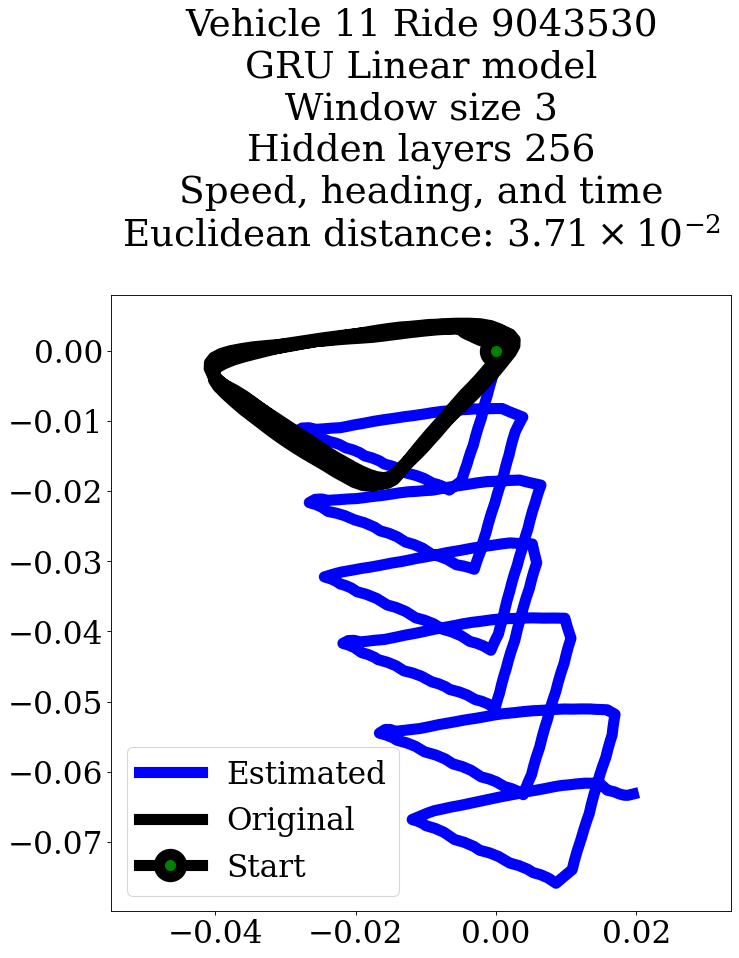 Vehicle 11 Ride 9043530
GRU Linear model
Window size 3
Hidden layers 256
Speed, heading, and time
Euclidean distance: 3.71 × 10⁻²
0.00
−0.01
−0.02
−0.03
−0.04
−0.05
−0.06
−0.07
Estimated
Original
Start
−0.04 −0.02 0.00 0.02